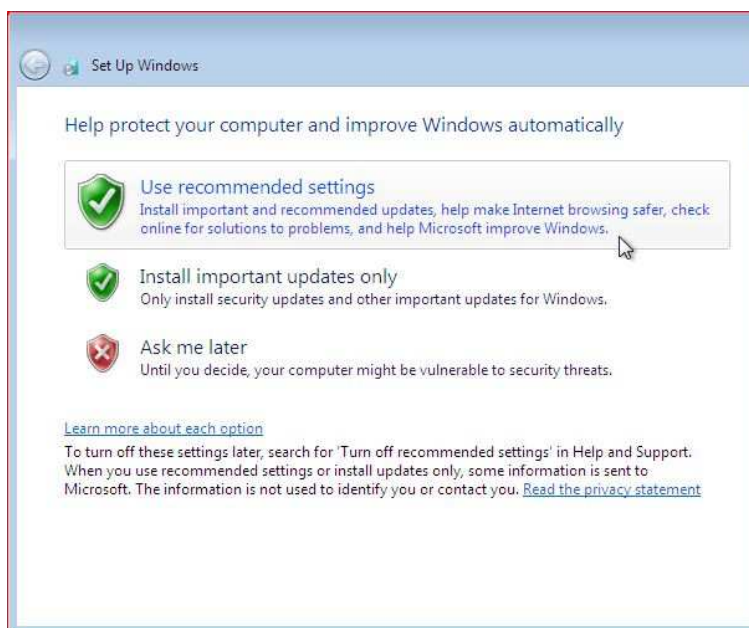 Set Up Windows
Help protect your computer and improve Windows automatically
Use recommended settings
Install important and recommended updates, help make Internet browsing safer, check
online for solutions to problems, and help Microsoft improve Windows.
Install important updates only
Only install security updates and other important updates for Windows.
Ask me later
Until you decide, your computer might be vulnerable to security threats.
Learn more about each option
To turn off these settings later, search for 'Turn off recommended settings' in Help and Support.
When you use recommended settings or install updates only, some information is sent to
Microsoft. The information is not used to identify you or contact you. Read the privacy statement